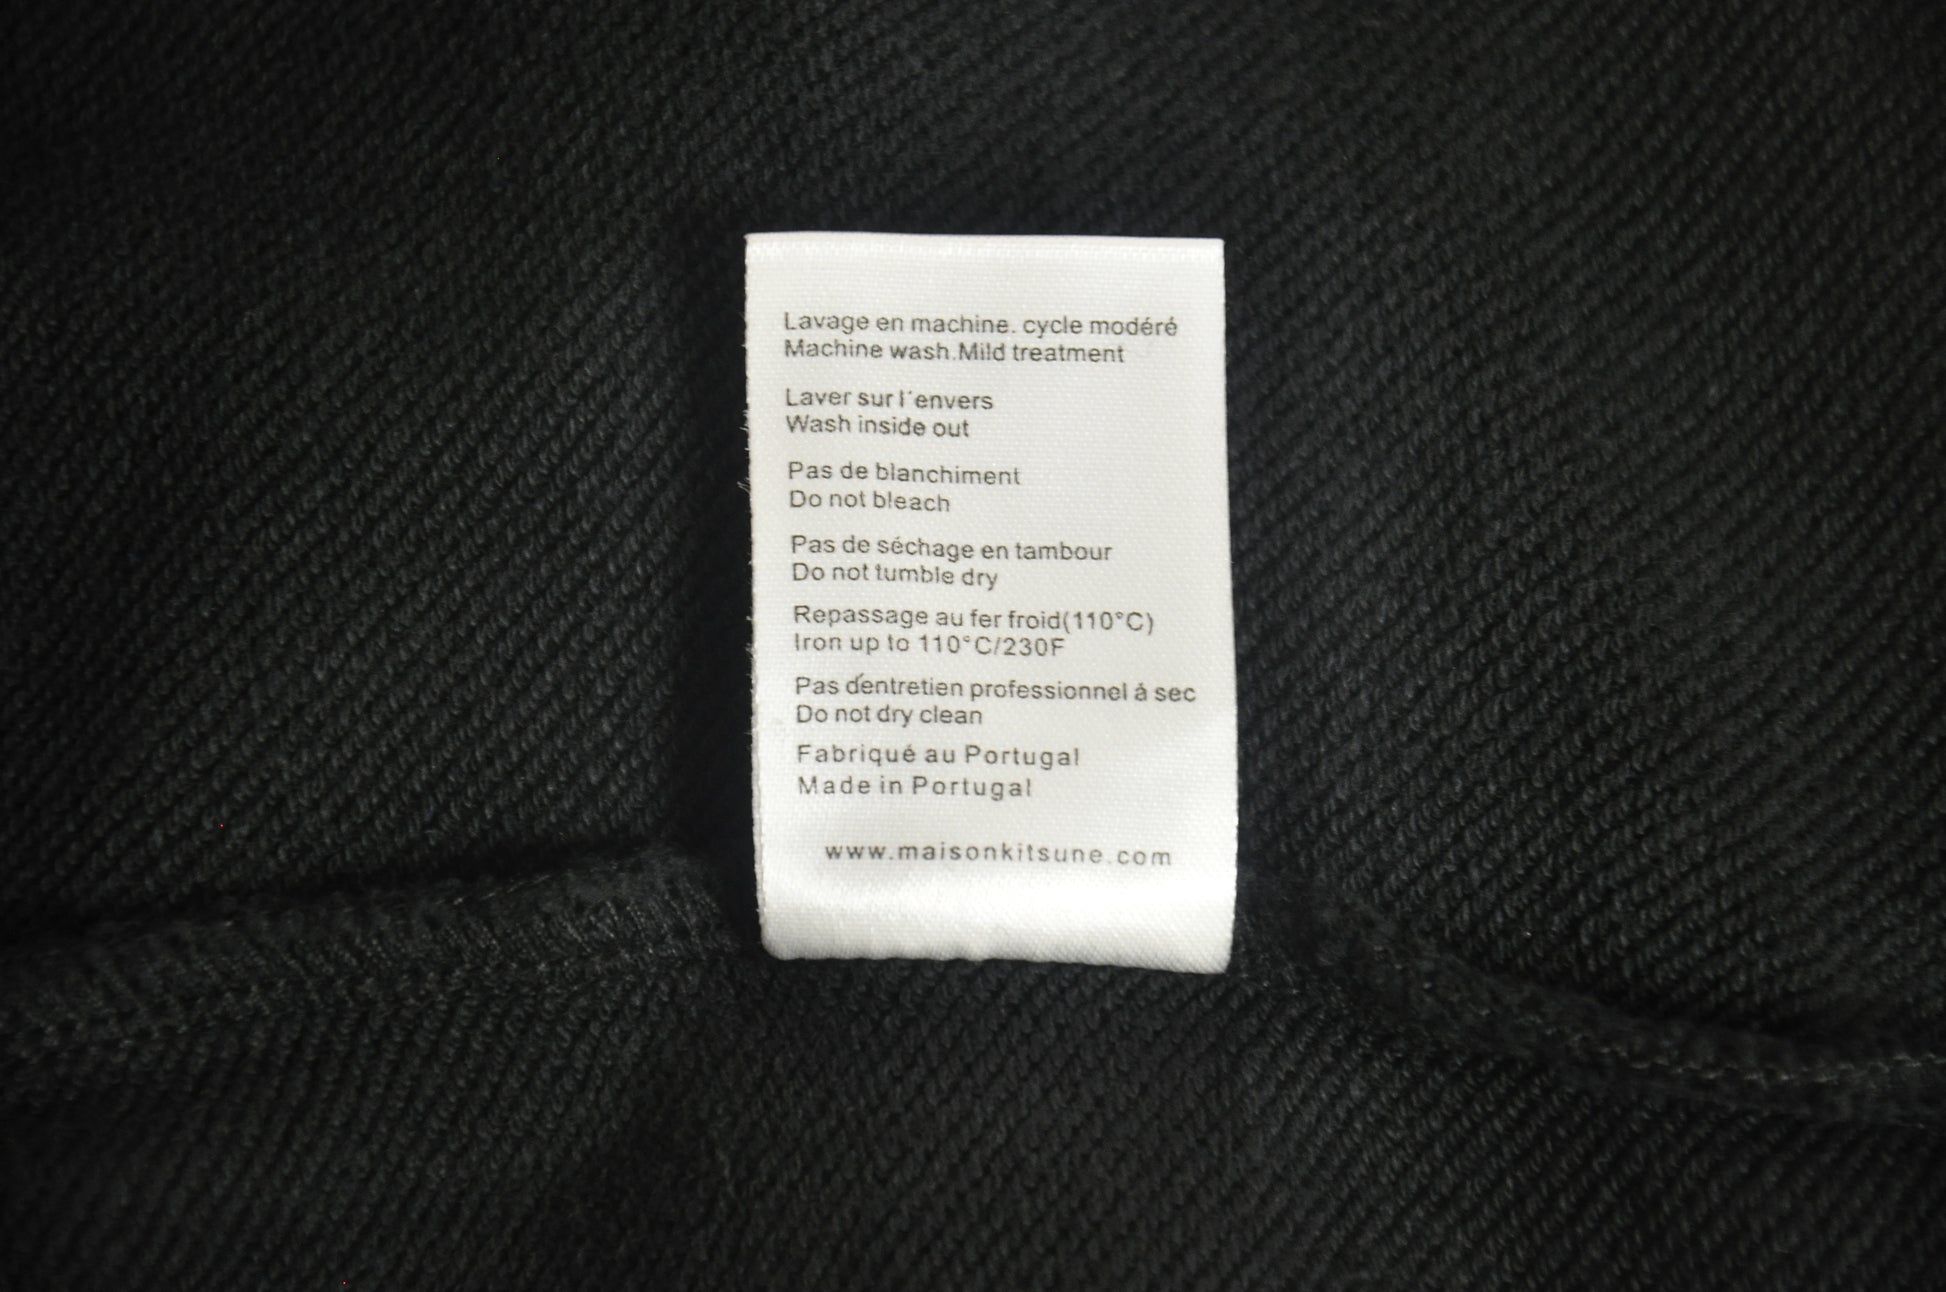 Lavage en machine. cycle modéré
Machine wash.Mild treatment
Laver sur l´envers
Wash inside out
Pas de blanchiment
Do not bleach
Pas de séchage en tambour
Do not tumble dry
Repassage au fer froid(110°C)
Iron up to 110°C/230F
Pas d´entretien professionnel á sec
Do not dry clean
Fabriqué au Portugal
Made in Portugal
www.maisonkitsune.com